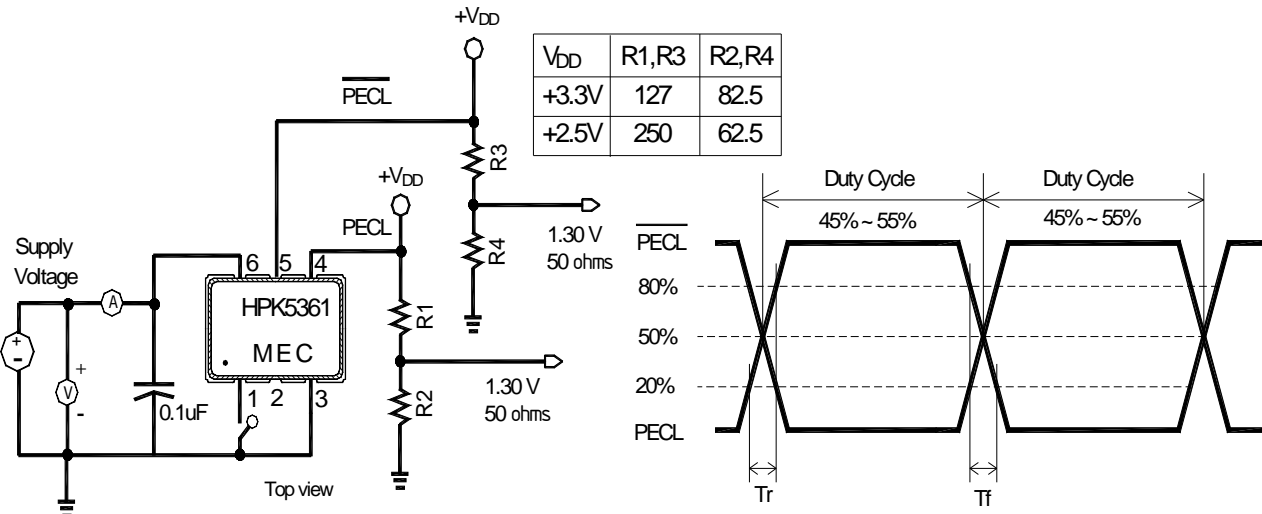 +VDD
PECL
VDD R1,R3 R2,R4
+3.3V 127 82.5
+2.5V 250 62.5
R3
R4
1.30 V
50 ohms
+VDD
PECL
Supply
Voltage
A
+
-
+
V
-
0.1uF
6 5 4
HPK5361
MEC
1 2 3
R1
R2
1.30 V
50 ohms
Top view
Duty Cycle
45% ~ 55%
Duty Cycle
45% ~ 55%
PECL
80%
50%
20%
PECL
Tr
Tf